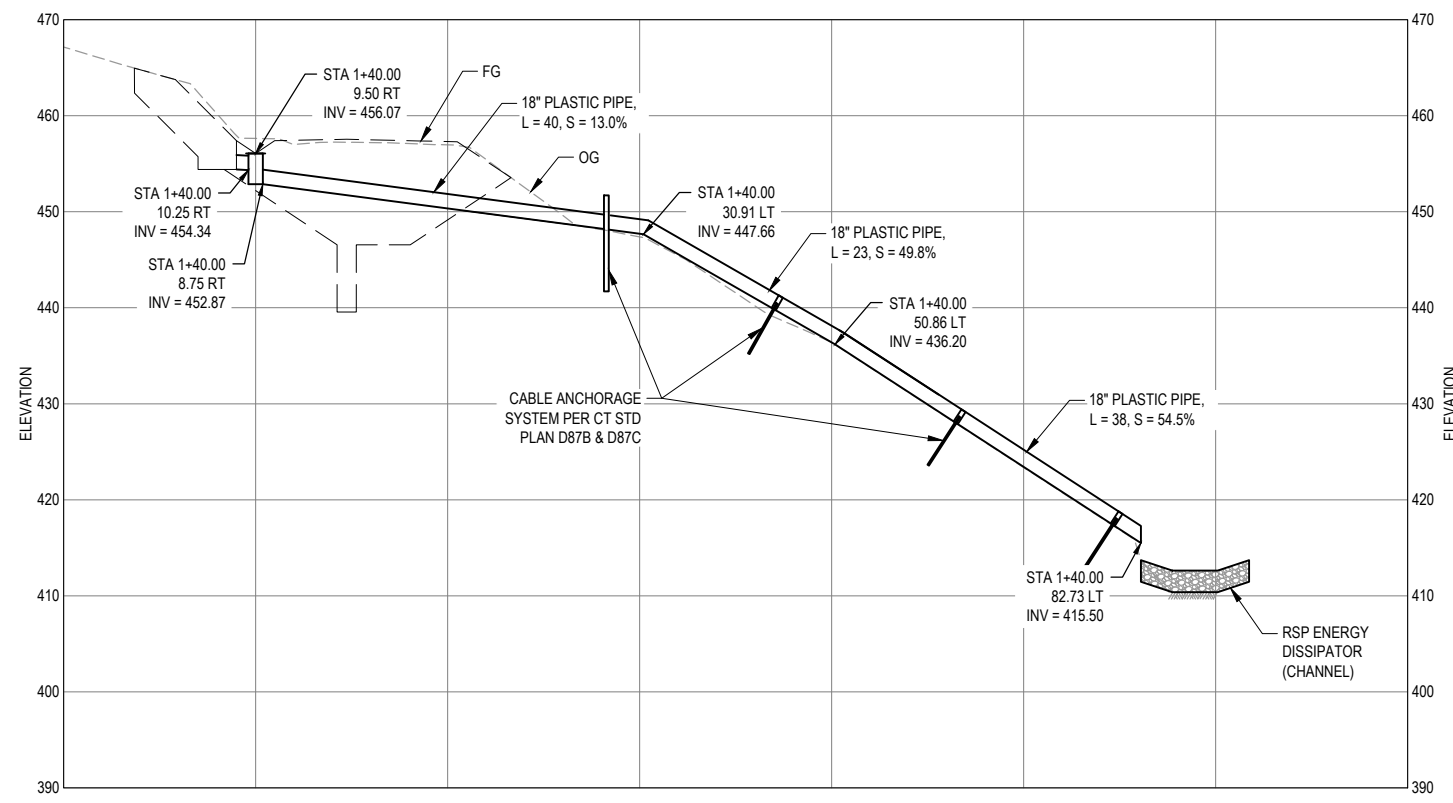 470
470
STA 1+40.00
9.50 RT
INV = 456.07
FG
18" PLASTIC PIPE,
L = 40, S = 13.0%
460
460
OG
STA 1+40.00
10.25 RT
INV = 454.34
STA 1+40.00
30.91 LT
INV = 447.66
450
450
18" PLASTIC PIPE,
L = 23, S = 49.8%
STA 1+40.00
8.75 RT
INV = 452.87
440
440
STA 1+40.00
50.86 LT
INV = 436.20
ELEVATION
ELEVATION
CABLE ANCHORAGE
SYSTEM PER CT STD
PLAN D87B & D87C
430
430
18" PLASTIC PIPE,
L = 38, S = 54.5%
420
420
STA 1+40.00
82.73 LT
INV = 415.50
410
410
RSP ENERGY
DISSIPATOR
(CHANNEL)
400
400
390
390